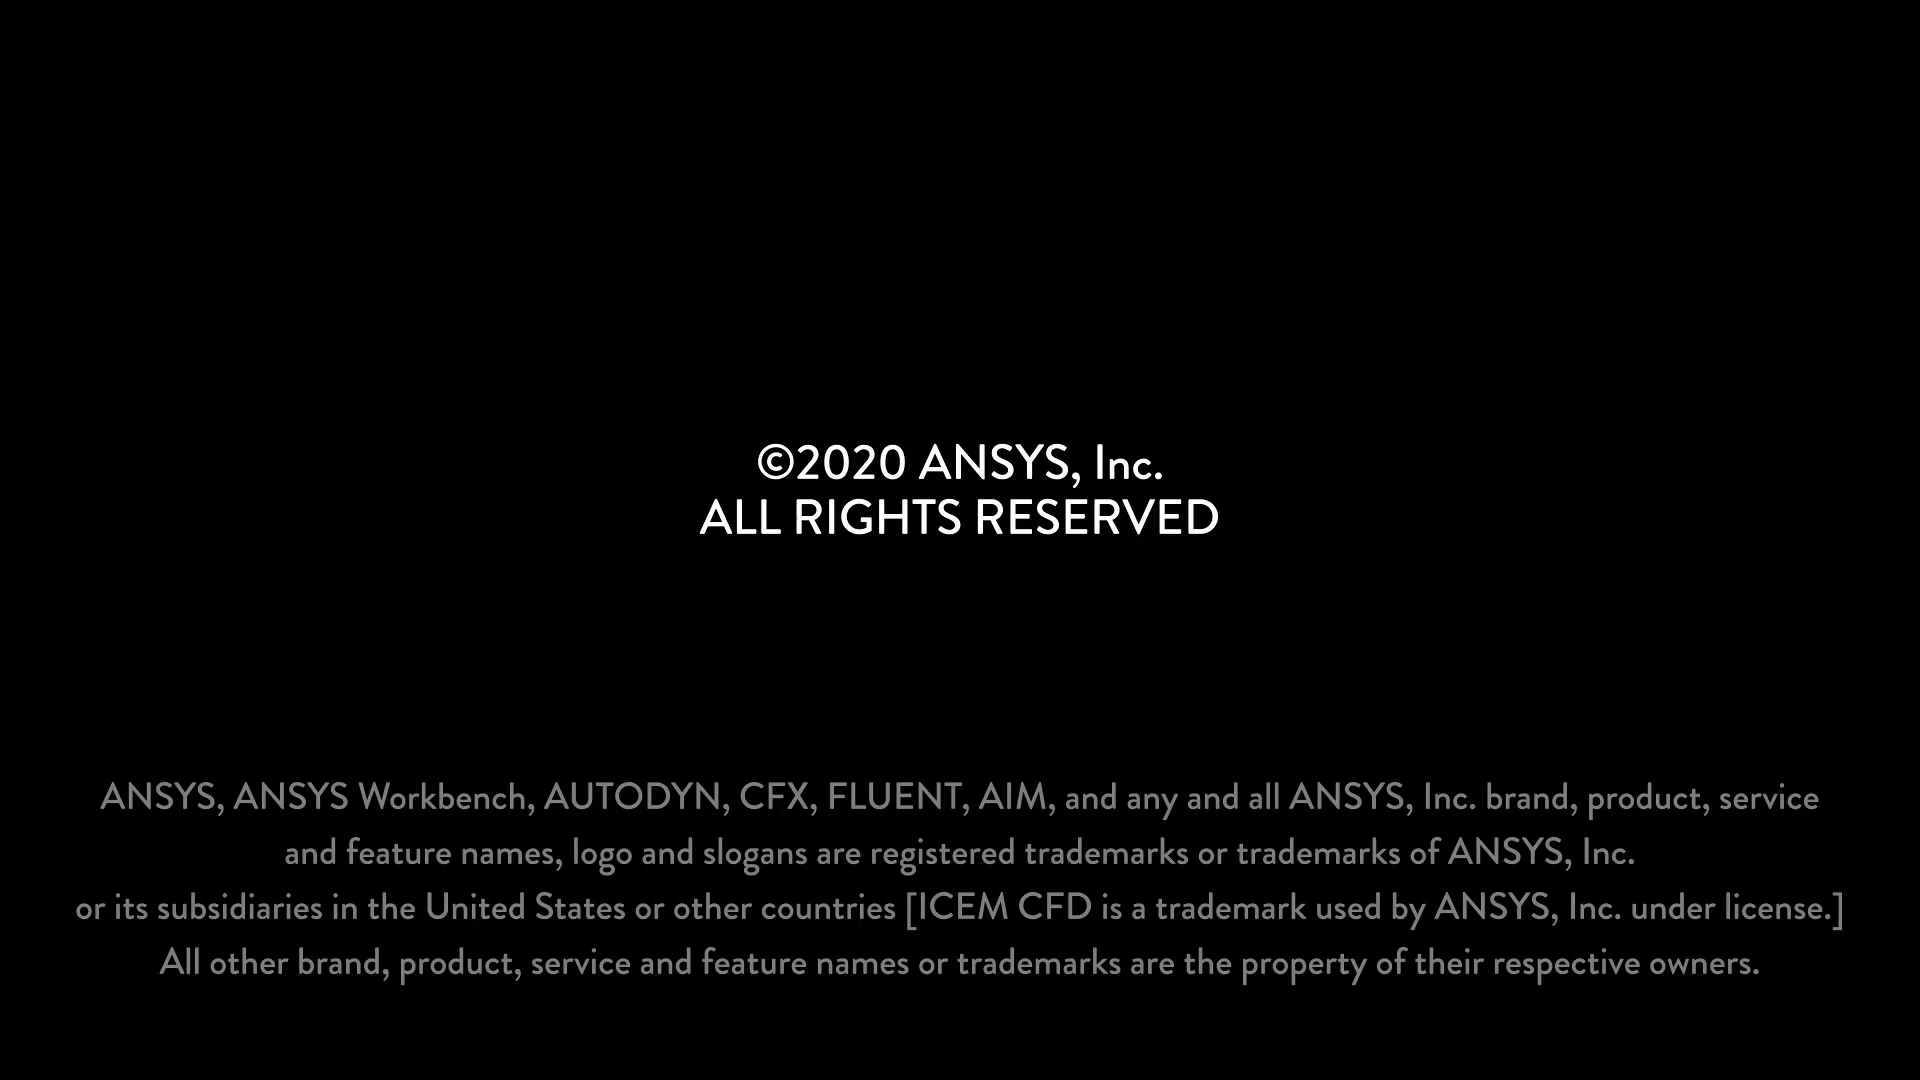 ©2020 ANSYS, Inc.
ALL RIGHTS RESERVED
ANSYS, ANSYS Workbench, AUTODYN, CFX, FLUENT, AIM, and any and all ANSYS, Inc. brand, product, service
and feature names, logo and slogans are registered trademarks or trademarks of ANSYS, Inc.
or its subsidiaries in the United States or other countries [ICEM CFD is a trademark used by ANSYS, Inc. under license.]
All other brand, product, service and feature names or trademarks are the property of their respective owners.